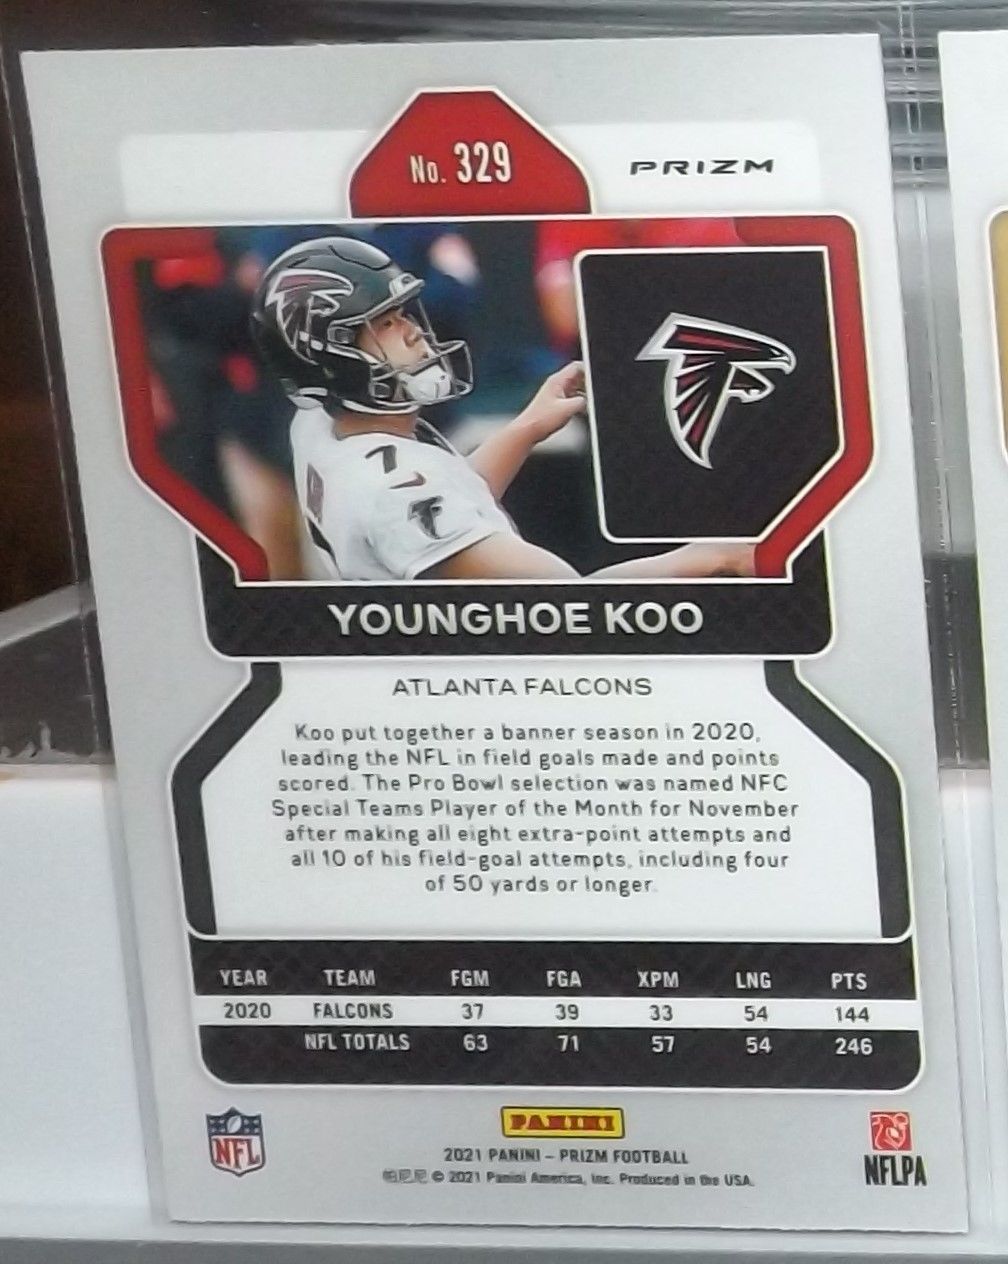 No. 329
PRIZM
7
YOUNGHOE KOO
ATLANTA FALCONS
Koo put together a banner season in 2020,
leading the NFL in field goals made and points
scored. The Pro Bowl selection was named NFC
Special Teams Player of the Month for November
after making all eight extra-point attempts and
all 10 of his field-goal attempts, including four
of 50 yards or longer.
YEAR TEAM FGM FGA XPM LNG PTS
2020 FALCONS 37 39 33 54 144
NFL TOTALS 63 71 57 54 246
NFL
PANINI
2021 PANINI – PRIZM FOOTBALL
© 2021 Panini America, Inc. Produced in the USA.
NFLPA